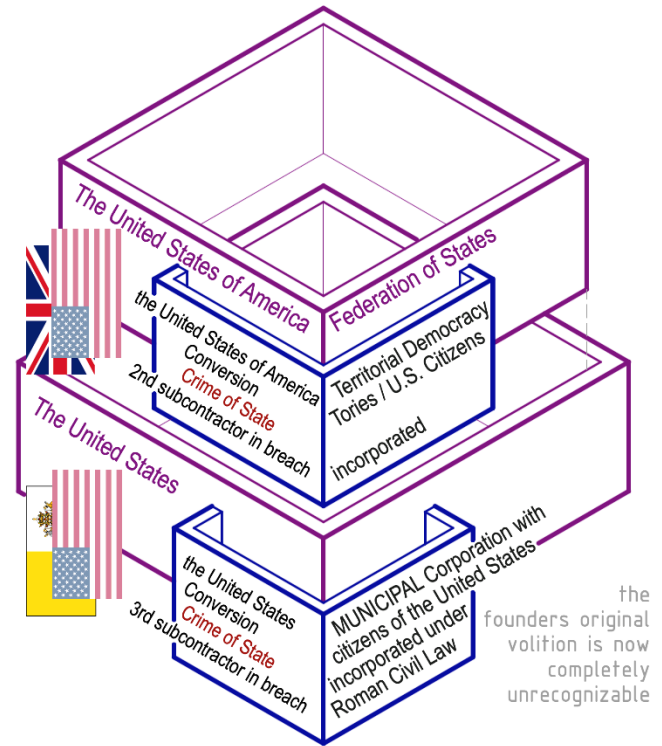 The United States of America
Federation of States
the United States of America
Conversion
Crime of State
2nd subcontractor in breach
Territorial Democracy
Tories / U.S. Citizens
incorporated
The United States
the United States
Conversion
Crime of State
3rd subcontractor in breach
MUNICIPAL Corporation with
citizens of the United States
incorporated under
Roman Civil Law
the
founders original
volition is now
completely
unrecognizable